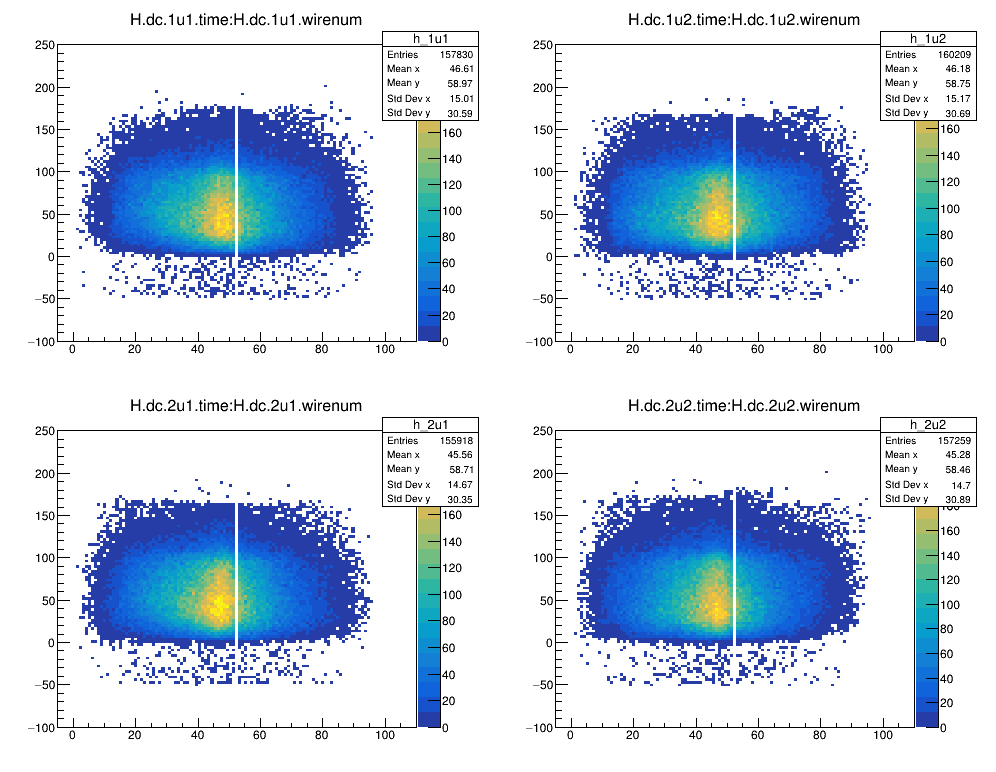 H.dc.1u1.time:H.dc.1u1.wirenum
h_1u1
Entries 157830
Mean x 46.61
Mean y 58.97
Std Dev x 15.01
Std Dev y 30.59
250
200
150
100
50
0
−50
−100
0 20 40 60 80 100
160
140
120
100
80
60
40
20
0
H.dc.1u2.time:H.dc.1u2.wirenum
h_1u2
Entries 160209
Mean x 46.18
Mean y 58.75
Std Dev x 15.17
Std Dev y 30.69
250
200
150
100
50
0
−50
−100
0 20 40 60 80 100
160
140
120
100
80
60
40
20
0
H.dc.2u1.time:H.dc.2u1.wirenum
h_2u1
Entries 155918
Mean x 45.56
Mean y 58.71
Std Dev x 14.67
Std Dev y 30.35
250
200
150
100
50
0
−50
−100
0 20 40 60 80 100
160
140
120
100
80
60
40
20
0
H.dc.2u2.time:H.dc.2u2.wirenum
h_2u2
Entries 157259
Mean x 45.28
Mean y 58.46
Std Dev x 14.7
Std Dev y 30.89
250
200
150
100
50
0
−50
−100
0 20 40 60 80 100
160
140
120
100
80
60
40
20
0